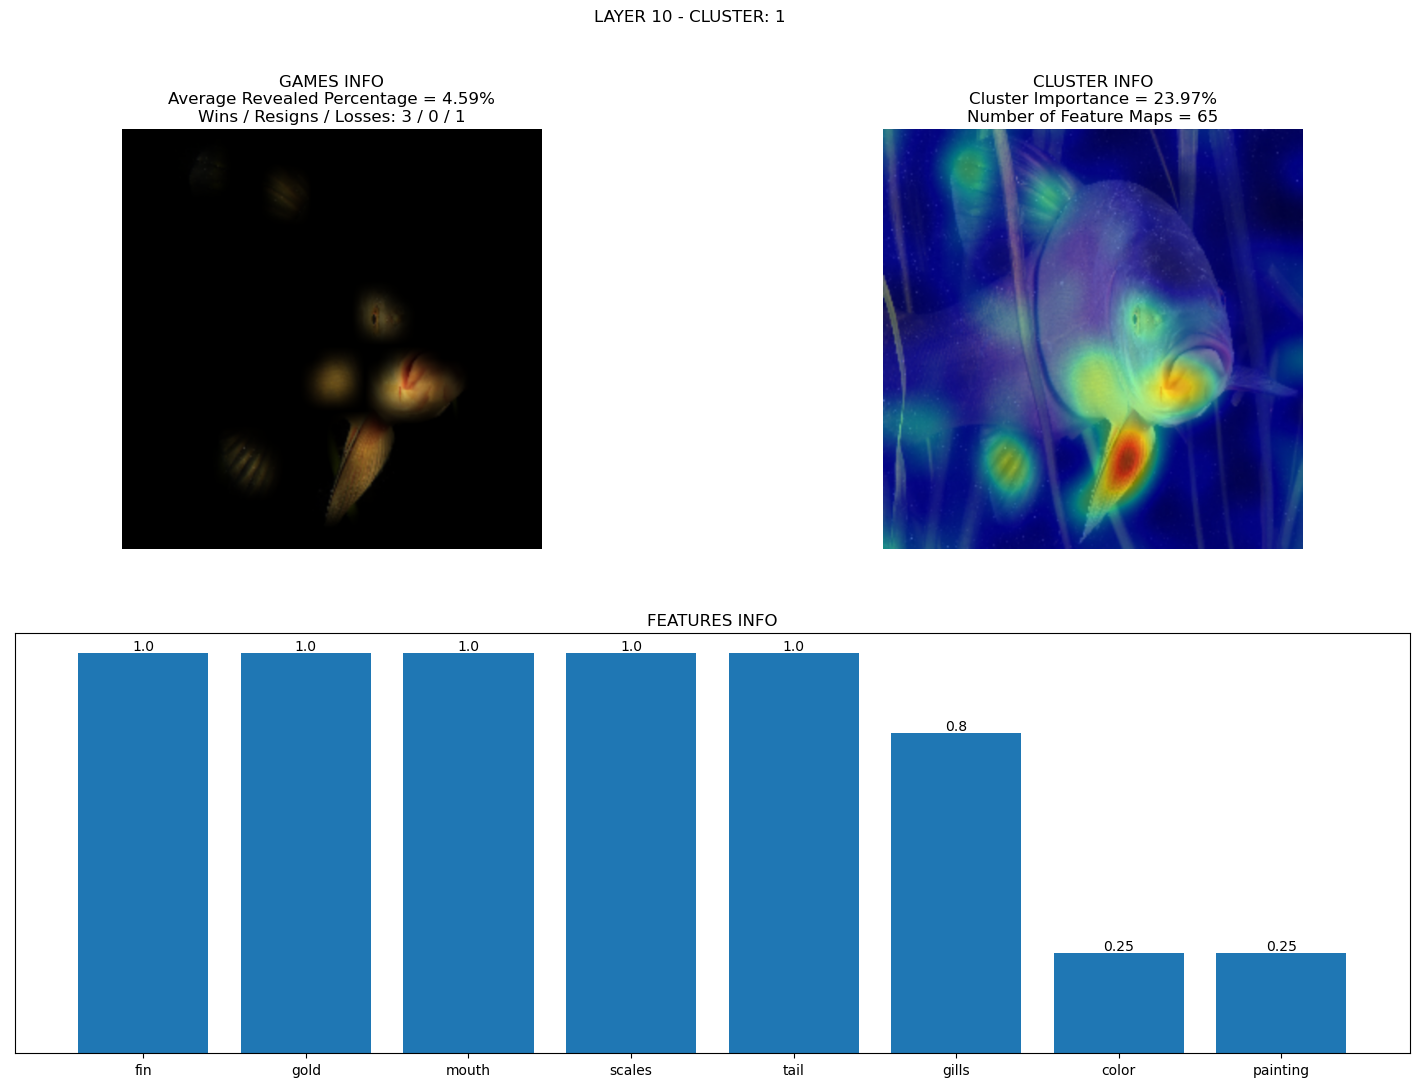 LAYER 10 - CLUSTER: 1
GAMES INFO
Average Revealed Percentage = 4.59%
Wins / Resigns / Losses: 3 / 0 / 1
CLUSTER INFO
Cluster Importance = 23.97%
Number of Feature Maps = 65
FEATURES INFO
1.0 1.0 1.0 1.0 1.0 0.8 0.25 0.25
fin gold mouth scales tail gills color painting